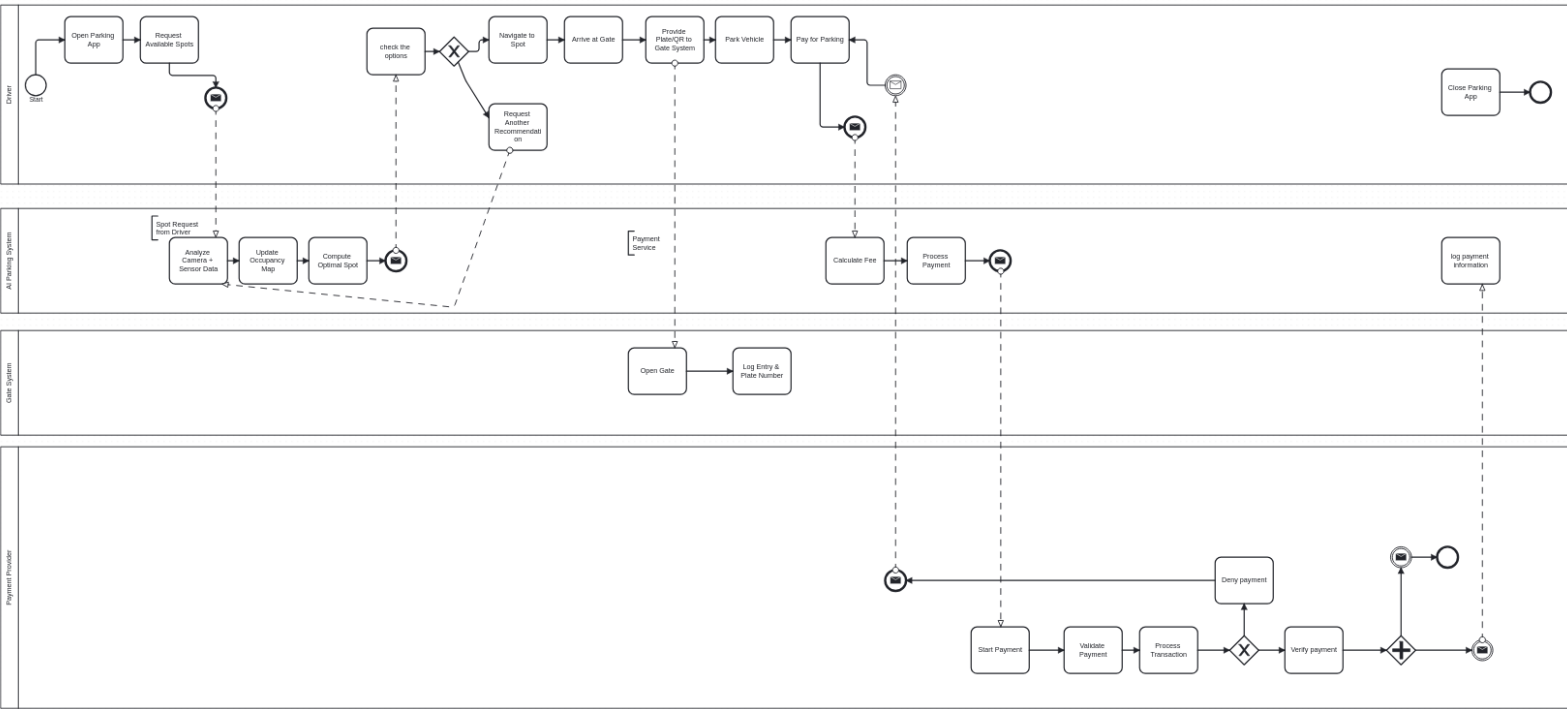 Driver
Start
Open Parking
App
Request
Available Spots
check the
options
X
Navigate to
Spot
Arrive at Gate
Provide
Plate/QR to
Gate System
Park Vehicle
Pay for Parking
Request
Another
Recommendati
on
Close Parking
App
AI Parking System
Spot Request
from Driver
Analyze
Camera +
Sensor Data
Update
Occupancy
Map
Compute
Optimal Spot
Payment
Service
Calculate Fee
Process
Payment
log payment
information
Gate System
Open Gate
Log Entry &
Plate Number
Payment Provider
Deny payment
Start Payment
Validate
Payment
Process
Transaction
X
Verify payment